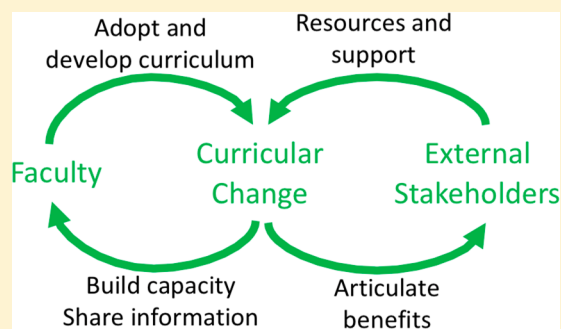 Adopt and
develop curriculum
Resources and
support
Faculty
Curricular
Change
External
Stakeholders
Build capacity
Share information
Articulate
benefits